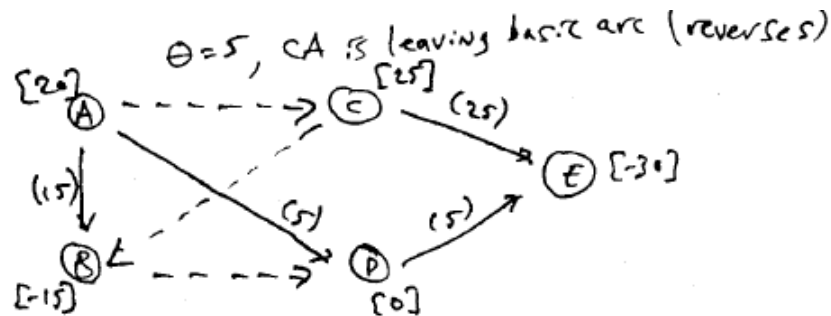 θ=5, CA is leaving basic arc (reverses)
[20]
A
[25]
C
(25)
E
[-30]
(15)
(5)
(5)
B
[-15]
D
[0]